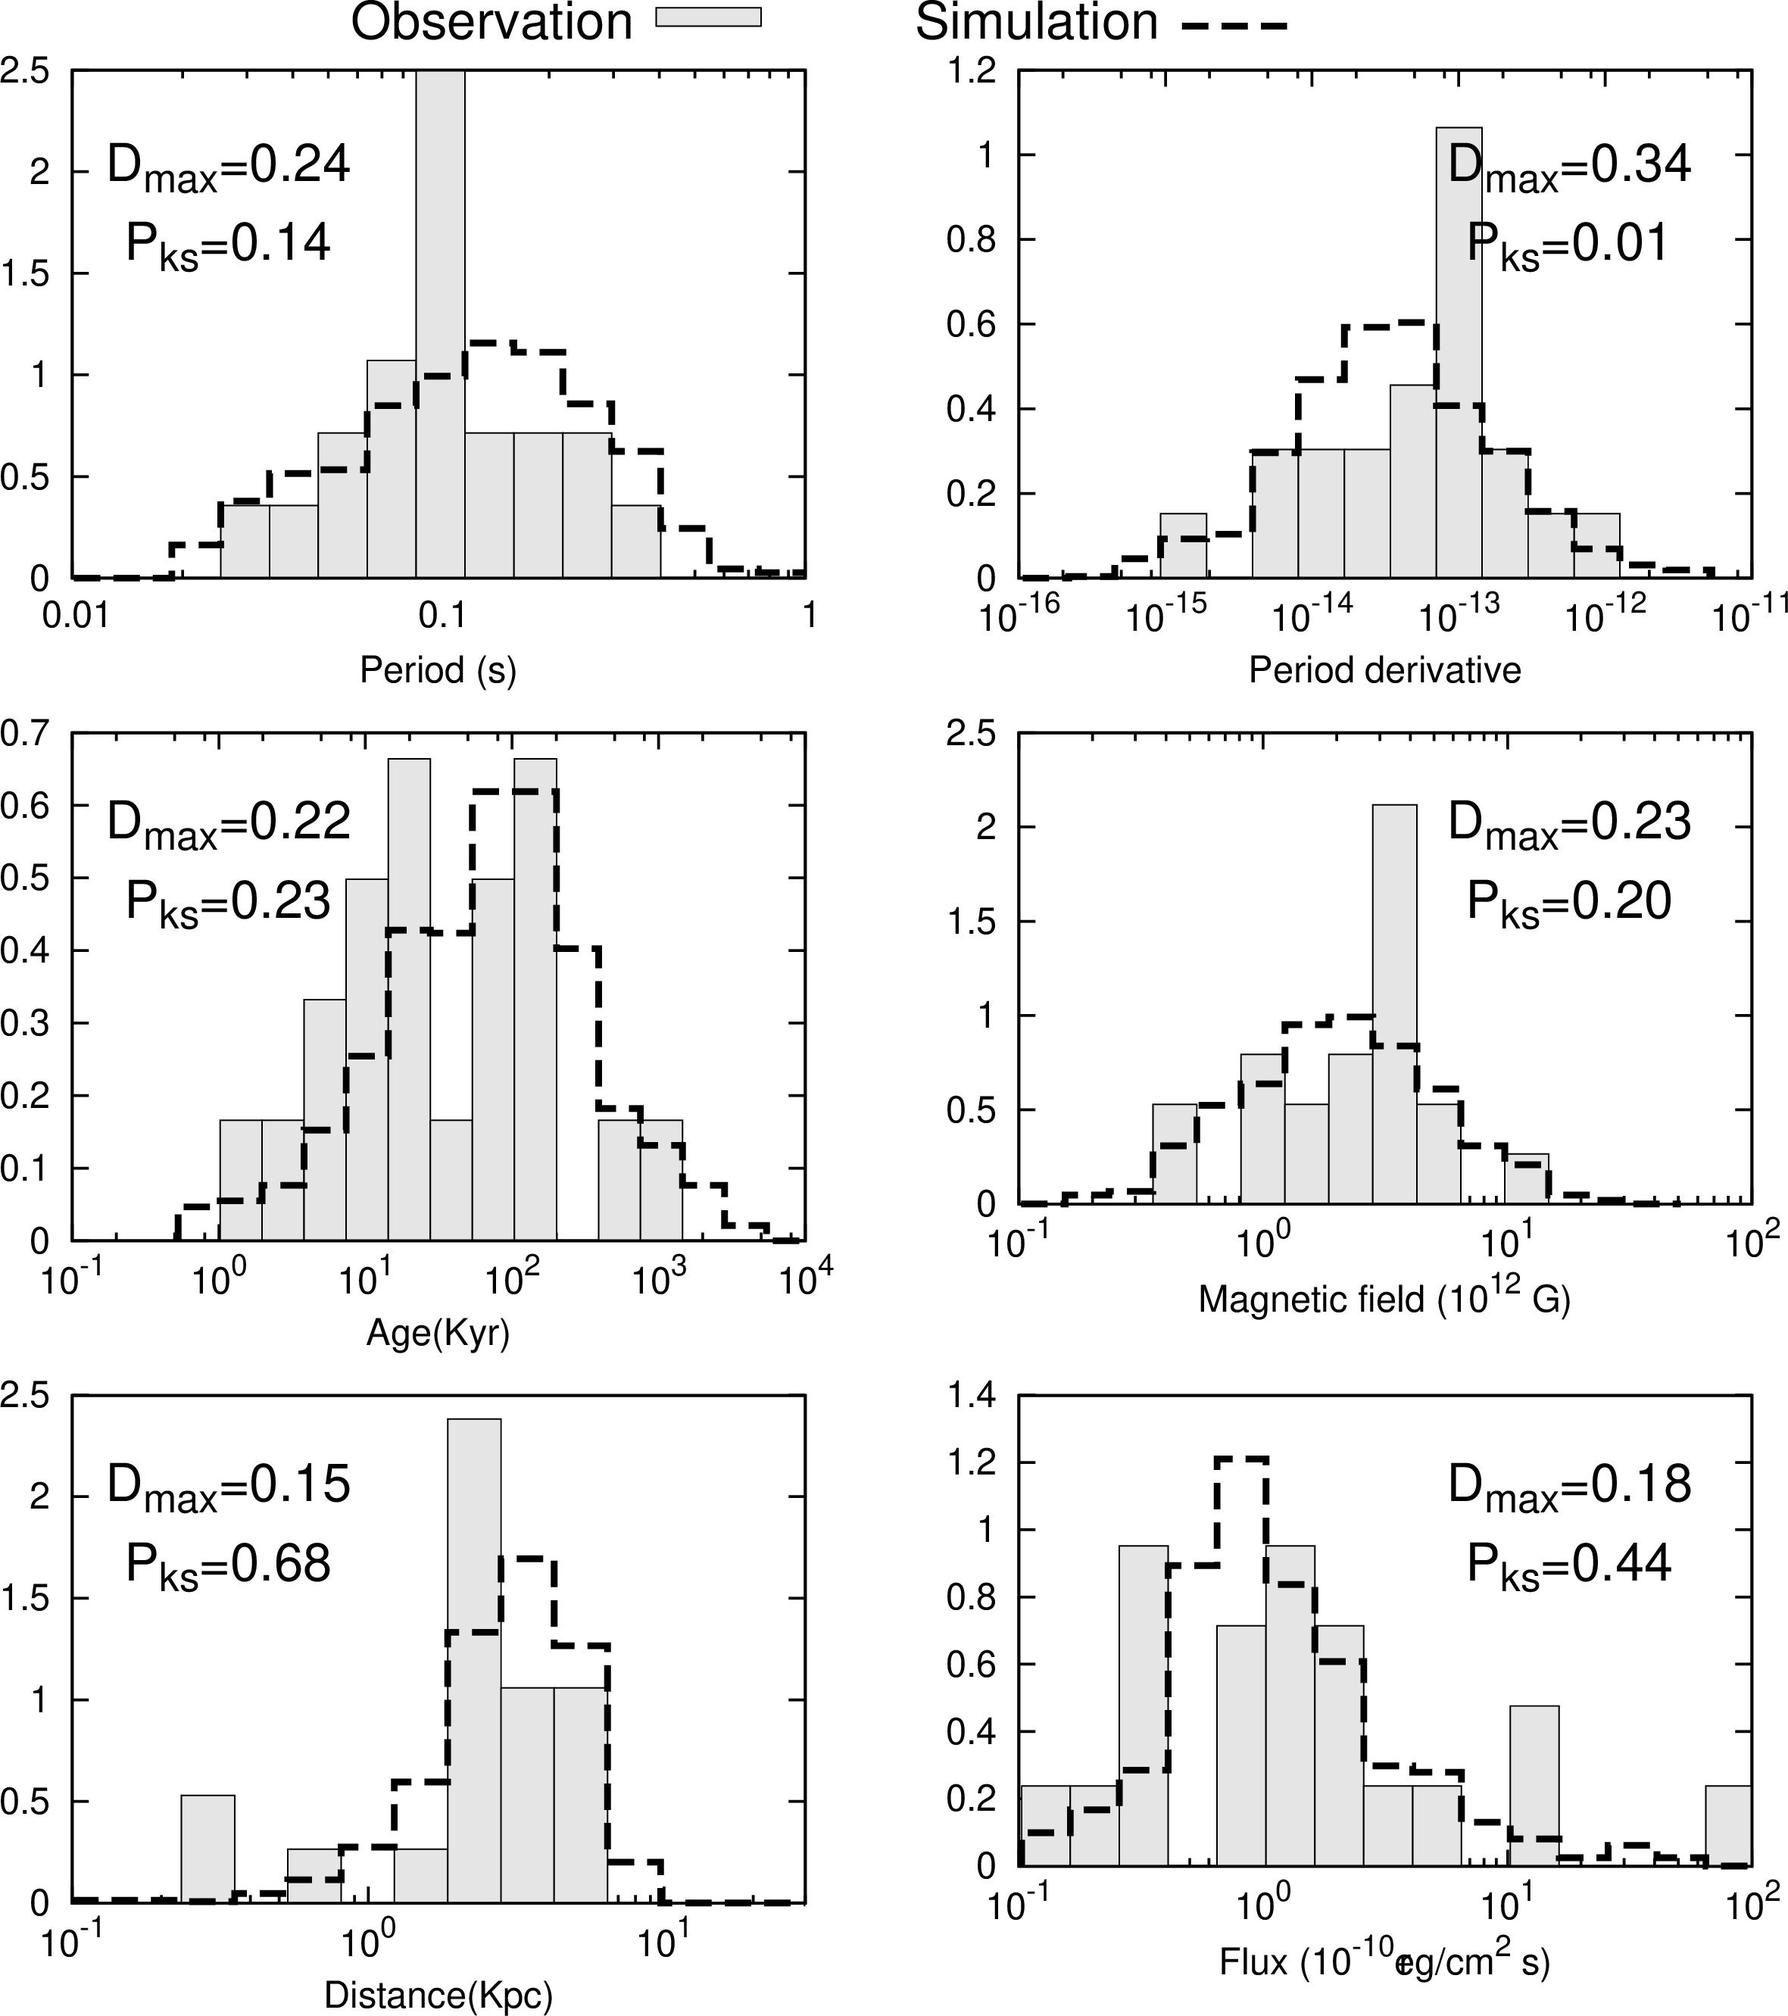 Observation Simulation
2.5
2
1.5
1
0.5
0
D_max=0.24
P_ks=0.14
0.01 0.1 1
Period (s)
1.2
1
0.8
0.6
0.4
0.2
0
D_max=0.34
P_ks=0.01
10^-16 10^-15 10^-14 10^-13 10^-12 10^-11
Period derivative
0.7
0.6
0.5
0.4
0.3
0.2
0.1
0
D_max=0.22
P_ks=0.23
10^-1 10^0 10^1 10^2 10^3 10^4
Age(Kyr)
2.5
2
1.5
1
0.5
0
D_max=0.23
P_ks=0.20
10^-1 10^0 10^1 10^2
Magnetic field (10^12 G)
2.5
2
1.5
1
0.5
0
D_max=0.15
P_ks=0.68
10^-1 10^0 10^1
Distance(Kpc)
1.4
1.2
1
0.8
0.6
0.4
0.2
0
D_max=0.18
P_ks=0.44
10^-1 10^0 10^1 10^2
Flux (10^-10 erg/cm^2 s)